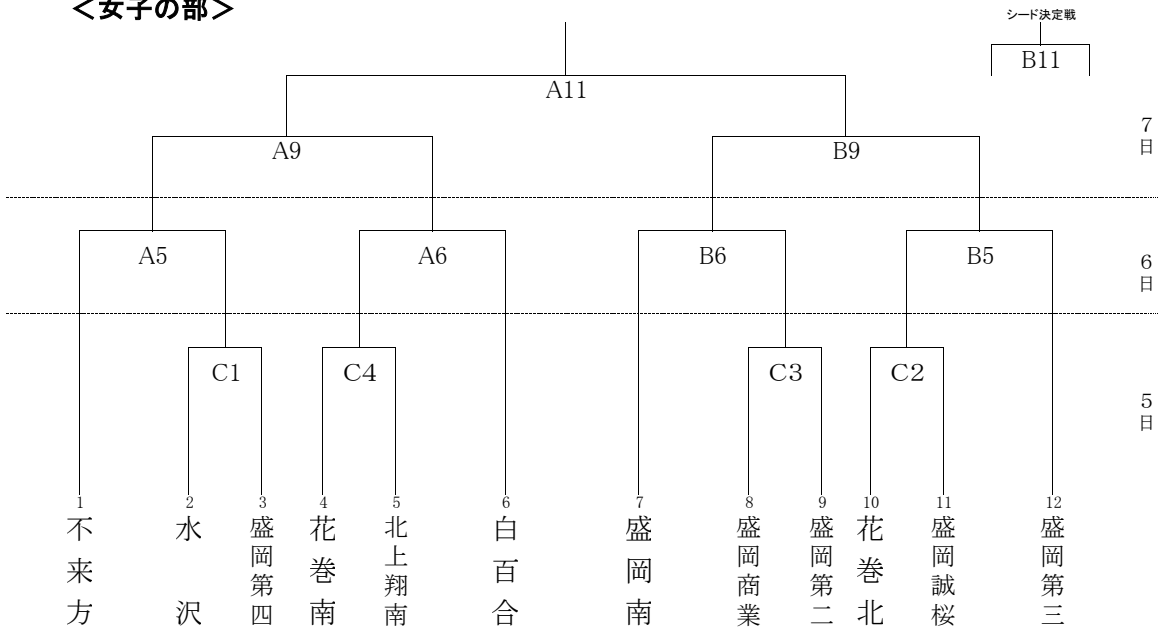 ＜女子の部＞
シード決定戦
B11
A11
7日
A9
B9
A5
A6
B6
B5
6日
C1
C4
C3
C2
5日
1
2
3
4
5
6
7
8
9
10
11
12
不来方
水沢
盛岡第四
花巻南
北上翔南
白百合
盛岡南
盛岡商業
盛岡第二
花巻北
盛岡誠桜
盛岡第三